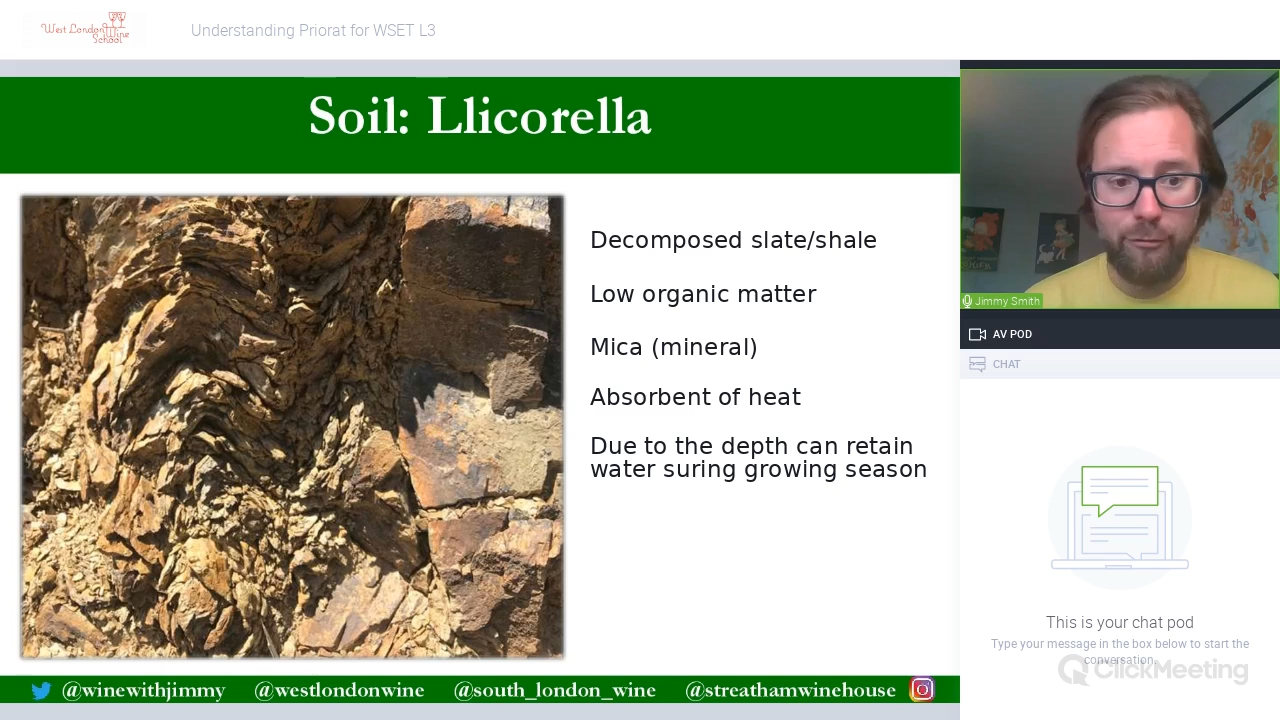 West London Wine School
Understanding Priorat for WSET L3
Soil: Llicorella
Decomposed slate/shale
Low organic matter
Mica (mineral)
Absorbent of heat
Due to the depth can retain
water suring growing season
@winewithjimmy @westlondonwine @south_london_wine @streathamwinehouse
Jimmy Smith
AV POD
CHAT
This is your chat pod
Type your message in the box below to start the
conversation.
ClickMeeting